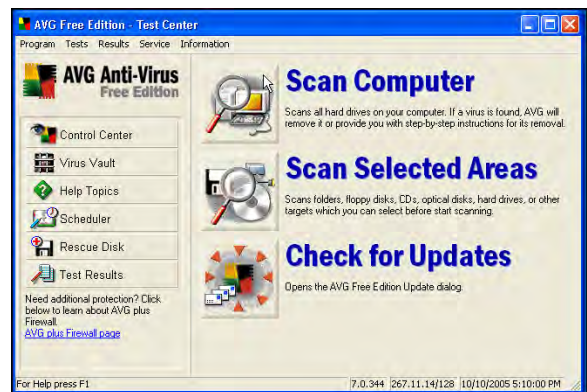 AVG Free Edition - Test Center
Program Tests Results Service Information
AVG Anti-Virus
Free Edition
Control Center
Virus Vault
Help Topics
Scheduler
Rescue Disk
Test Results
Need additional protection? Click
below to learn about AVG plus
Firewall.
AVG plus Firewall page
Scan Computer
Scans all hard drives on your computer. If a virus is found, AVG will
remove it or provide you with step-by-step instructions for its removal.
Scan Selected Areas
Scans folders, floppy disks, CDs, optical disks, hard drives, or other
targets which you can select before start scanning.
Check for Updates
Opens the AVG Free Edition Update dialog.
For Help press F1
7.0.344 267.11.14/128 10/10/2005 5:10:00 PM